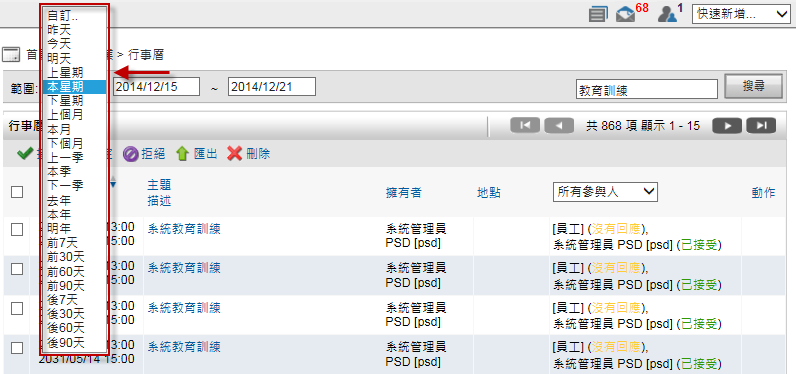 68 1 快速新增...
自訂..
昨天
今天
明天
上星期
本星期
下星期
上個月
本月
下個月
上一季
本季
下一季
去年
本年
明年
前7天
前30天
前60天
前90天
後7天
後30天
後60天
後90天
首 > 行事曆
範圍: 2014/12/15 ~ 2014/12/21 教育訓練 搜尋
行事曆 共 868 項 顯示 1 - 15
拒絕 匯出 刪除
主題
描述
擁有者 地點 所有參與人 動作
13:00 系統教育訓練 系統管理員 [員工] (沒有回應),
15:00 PSD [psd] 系統管理員 PSD [psd] (已接受)
13:00 系統教育訓練 系統管理員 [員工] (沒有回應),
15:00 PSD [psd] 系統管理員 PSD [psd] (已接受)
13:00 系統教育訓練 系統管理員 [員工] (沒有回應),
15:00 PSD [psd] 系統管理員 PSD [psd] (已接受)
13:00 系統教育訓練 系統管理員 [員工] (沒有回應),
2031/05/14 15:00 PSD [psd] 系統管理員 PSD [psd] (已接受)